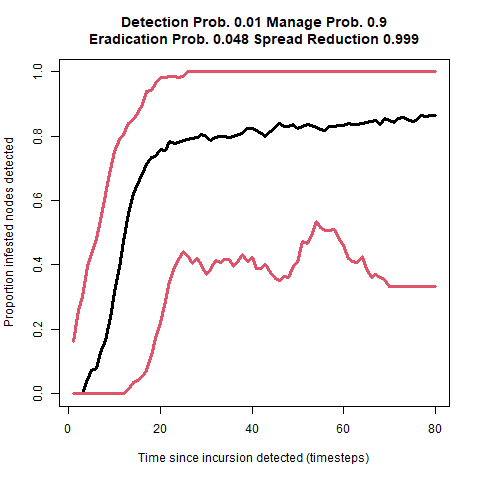 Detection Prob. 0.01 Manage Prob. 0.9
Eradication Prob. 0.048 Spread Reduction 0.999
Proportion infested nodes detected
1.0
0.8
0.6
0.4
0.2
0.0
0 20 40 60 80
Time since incursion detected (timesteps)